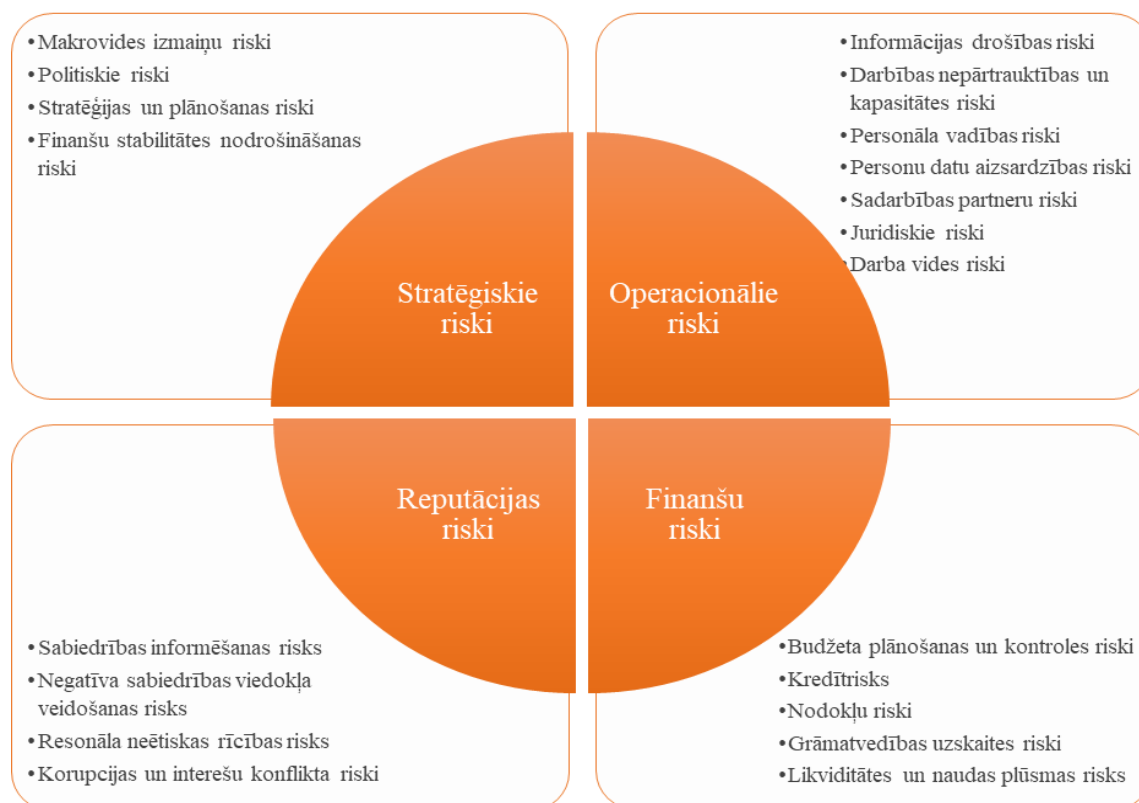 •Makrovides izmaiņu riski
•Politiskie riski
•Stratēģijas un plānošanas riski
•Finanšu stabilitātes nodrošināšanas
riski
•Informācijas drošības riski
•Darbības nepārtrauktības un
kapasitātes riski
•Personāla vadības riski
•Personu datu aizsardzības riski
•Sadarbības partneru riski
•Juridiskie riski
•Darba vides riski
Stratēgiskie
riski
Operacionālie
riski
Reputācijas
riski
Finanšu
riski
•Sabiedrības informēšanas risks
•Negatīva sabiedrības viedokļa
veidošanas risks
•Resonāla neētiskas rīcības risks
•Korupcijas un interešu konflikta riski
•Budžeta plānošanas un kontroles riski
•Kredītrisks
•Nodokļu riski
•Grāmatvedības uzskaites riski
•Likviditātes un naudas plūsmas risks